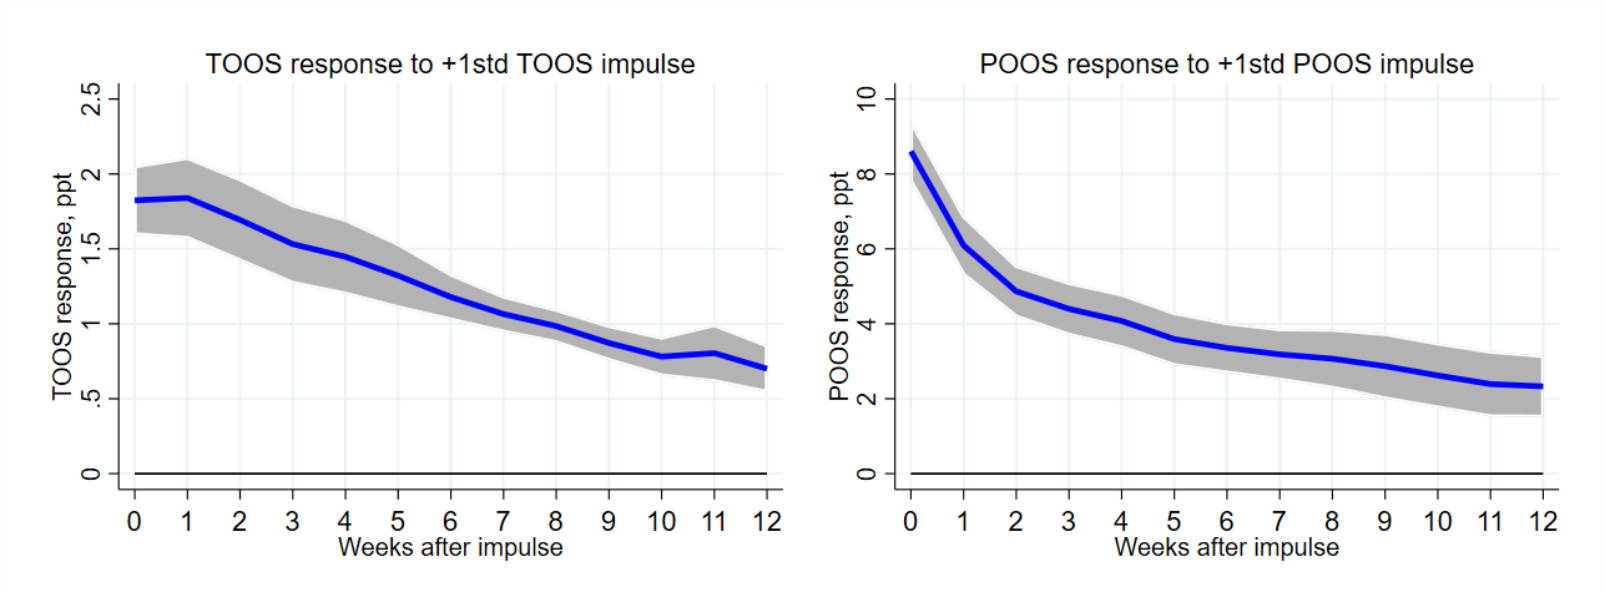 TOOS response to +1std TOOS impulse
TOOS response, ppt
2.5
2
1.5
1
.5
0
0 1 2 3 4 5 6 7 8 9 10 11 12
Weeks after impulse
POOS response to +1std POOS impulse
POOS response, ppt
10
8
6
4
2
0
0 1 2 3 4 5 6 7 8 9 10 11 12
Weeks after impulse